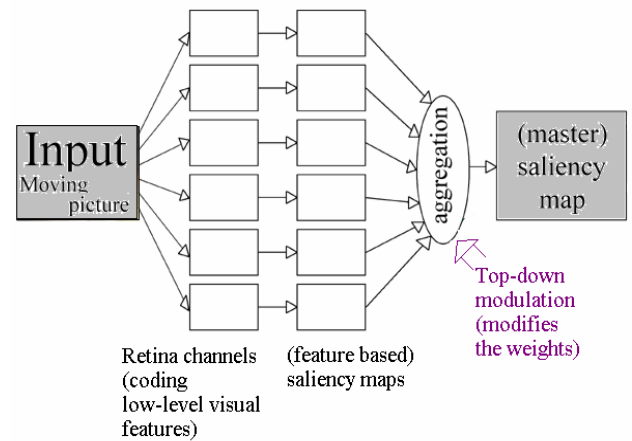 Input
Moving
picture
aggregation
(master)
saliency
map
Top-down
modulation
(modifies
the weights)
Retina channels
(coding
low-level visual
features)
(feature based)
saliency maps